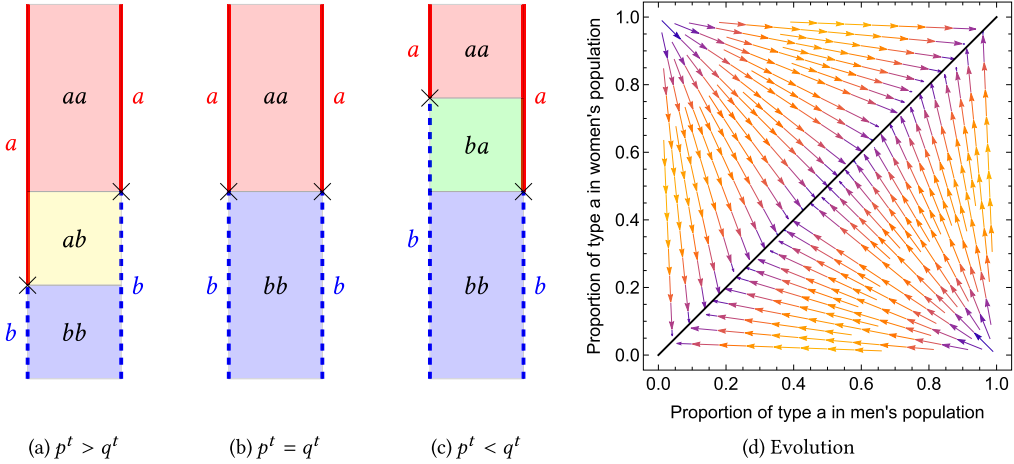 a
aa
a
ab
b
b
bb
(a) p^t > q^t
a
aa
a
b
bb
b
(b) p^t = q^t
a
aa
a
ba
b
bb
b
(c) p^t < q^t
Proportion of type a in women's population
1.0
0.8
0.6
0.4
0.2
0.0
0.0 0.2 0.4 0.6 0.8 1.0
Proportion of type a in men's population
(d) Evolution